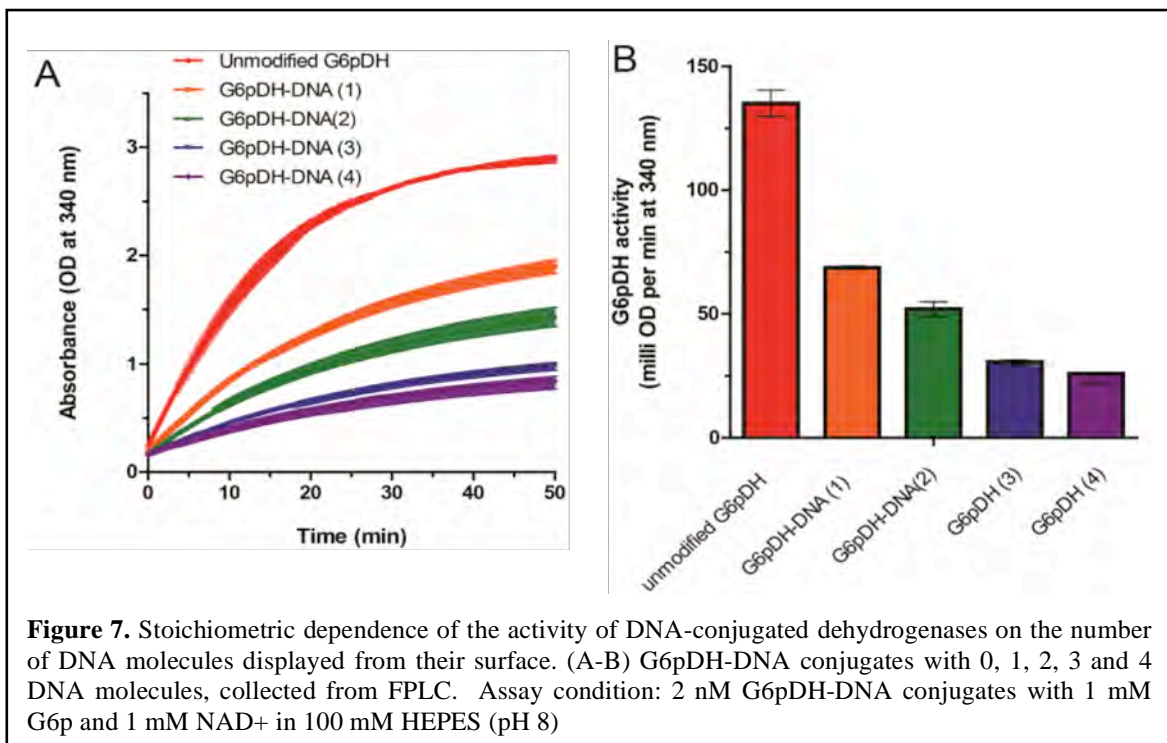 A
Unmodified G6pDH
G6pDH-DNA (1)
G6pDH-DNA(2)
G6pDH-DNA (3)
G6pDH-DNA (4)
Absorbance (OD at 340 nm)
3
2
1
0
0 10 20 30 40 50
Time (min)
B
G6pDH activity
(milli OD per min at 340 nm)
150
100
50
0
unmodified G6pDH
G6pDH-DNA (1)
G6pDH-DNA(2)
G6pDH (3)
G6pDH (4)
Figure 7. Stoichiometric dependence of the activity of DNA-conjugated dehydrogenases on the number
of DNA molecules displayed from their surface. (A-B) G6pDH-DNA conjugates with 0, 1, 2, 3 and 4
DNA molecules, collected from FPLC. Assay condition: 2 nM G6pDH-DNA conjugates with 1 mM
G6p and 1 mM NAD+ in 100 mM HEPES (pH 8)